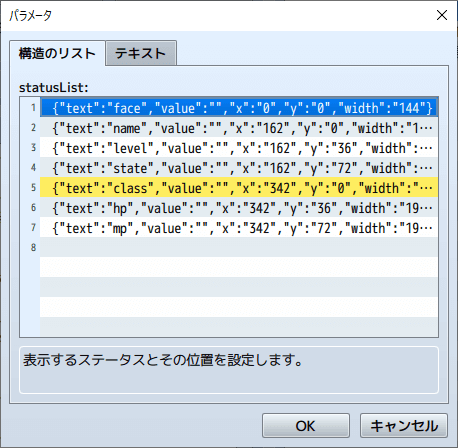 パラメータ
構造のリスト
テキスト
statusList:
1 {"text":"face","value":"","x":"0","y":"0","width":"144"}
2 {"text":"name","value":"","x":"162","y":"0","width":"1…
3 {"text":"level","value":"","x":"162","y":"36","width":…
4 {"text":"state","value":"","x":"162","y":"72","width":…
5 {"text":"class","value":"","x":"342","y":"0","width":"…
6 {"text":"hp","value":"","x":"342","y":"36","width":"19…
7 {"text":"mp","value":"","x":"342","y":"72","width":"19…
8
表示するステータスとその位置を設定します。
OK
キャンセル